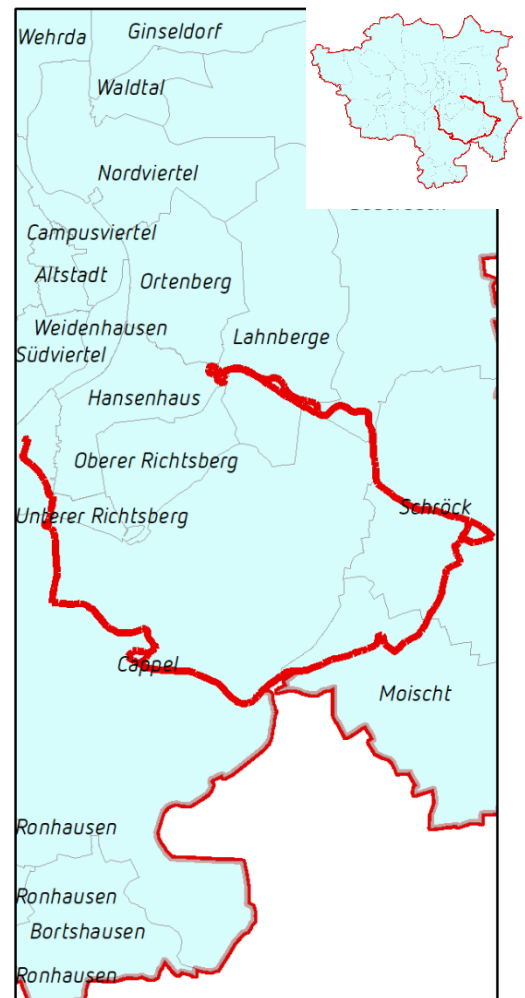 Ginseldorf
Wehrda
Waldtal
Nordviertel
Campusviertel
Altstadt
Ortenberg
Weidenhausen
Lahnberge
Südviertel
Hansenhaus
Oberer Richtsberg
Schröck
Unterer Richtsberg
Cappel
Moischt
Ronhausen
Ronhausen
Bortshausen
Ronhausen